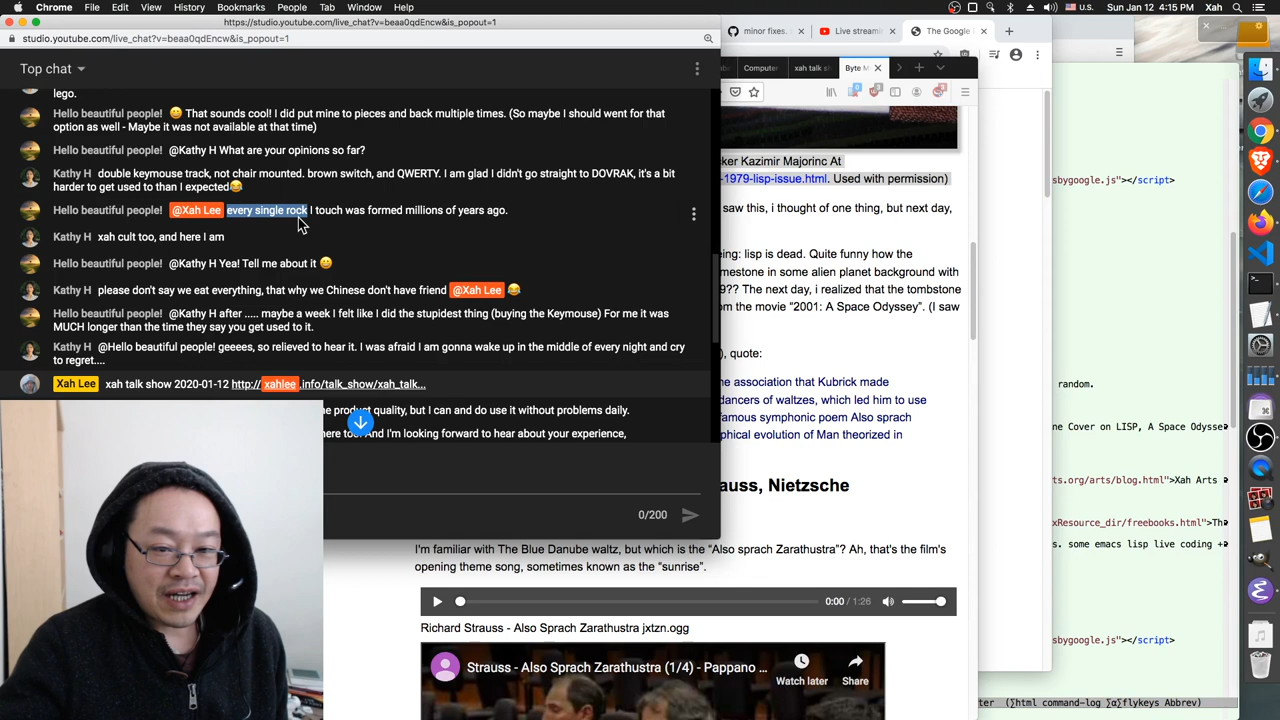 Chrome File Edit View History Bookmarks People Tab Window Help
U.S. Sun Jan 12 4:15 PM Xah
https://studio.youtube.com/live_chat?v=beaa0qdEncw&is_popout=1
studio.youtube.com/live_chat?v=beaa0qdEncw&is_popout=1
minor fixes.
Live streami
The Google
Computer
xah talk sh
Byte M
Top chat
lego.
Hello beautiful people! 😀 That sounds cool! I did put mine to pieces and back multiple times. (So maybe I should went for that
option as well - Maybe it was not available at that time)
Hello beautiful people! @Kathy H What are your opinions so far?
Kathy H double keymouse track, not chair mounted. brown switch, and QWERTY. I am glad I didn't go straight to DOVRAK, it's a bit
harder to get used to than I expected😂
Hello beautiful people! @Xah Lee every single rock I touch was formed millions of years ago.
Kathy H xah cult too, and here I am
Hello beautiful people! @Kathy H Yea! Tell me about it 😀
Kathy H please don't say we eat everything, that why we Chinese don't have friend @Xah Lee 😂
Hello beautiful people! @Kathy H after ..... maybe a week I felt like I did the stupidest thing (buying the Keymouse) For me it was
MUCH longer than the time they say you get used to it.
Kathy H @Hello beautiful people! geeees, so relieved to hear it. I was afraid I am gonna wake up in the middle of every night and cry
to regret....
Xah Lee xah talk show 2020-01-12 http://xahlee.info/talk_show/xah_talk...
he product quality, but I can and do use it without problems daily.
here too. And I'm looking forward to hear about your experience,
0/200
ker Kazimir Majorinc At
-1979-lisp-issue.html. Used with permission)
saw this, i thought of one thing, but next day,
eing: lisp is dead. Quite funny how the
mestone in some alien planet background with
9?? The next day, i realized that the tombstone
om the movie “2001: A Space Odyssey”. (I saw
), quote:
he association that Kubrick made
dancers of waltzes, which led him to use
famous symphonic poem Also sprach
phical evolution of Man theorized in
auss, Nietzsche
I'm familiar with The Blue Danube waltz, but which is the “Also sprach Zarathustra”? Ah, that's the film's
opening theme song, sometimes known as the “sunrise”.
0:00 / 1:26
Richard Strauss - Also Sprach Zarathustra jxtzn.ogg
Strauss - Also Sprach Zarathustra (1/4) - Pappano ...
Watch later
Share
sbygoogle.js"></script>
random.
ne Cover on LISP, A Space Odysse
ts.org/arts/blog.html">Xah Arts
xResource_dir/freebooks.html">Th
s. some emacs lisp live coding +
sbygoogle.js"></script>
ter (∑html command-log ∑α∑flykeys Abbrev)